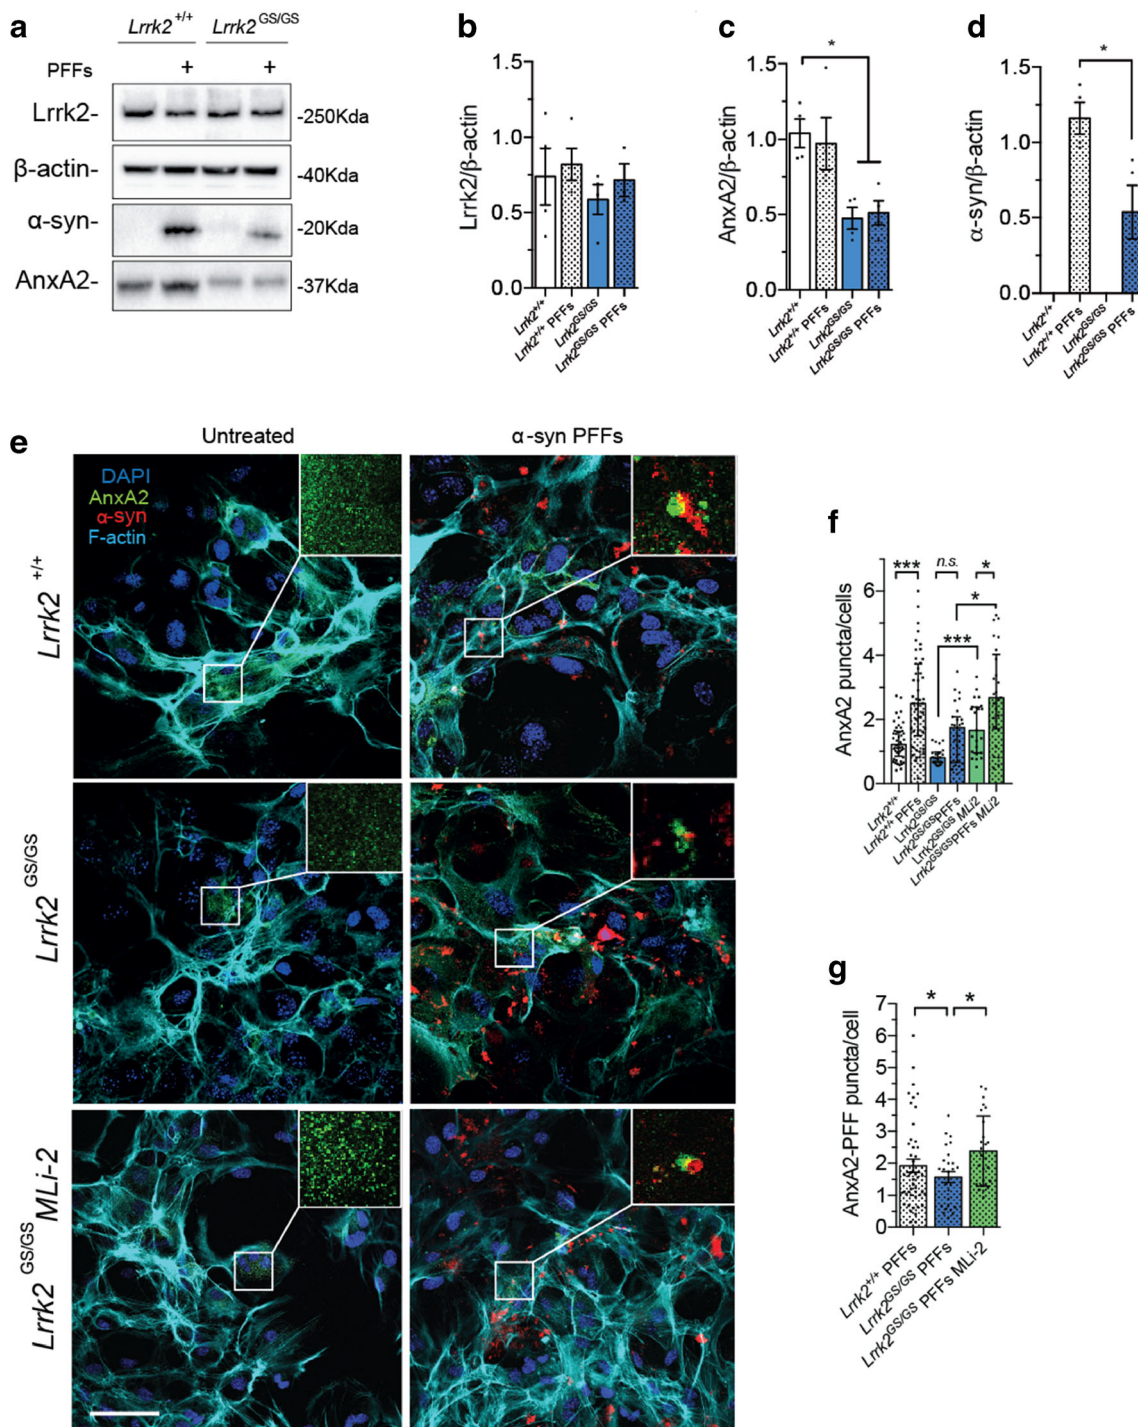 a
Lrrk2+/+ Lrrk2GS/GS
PFFs + +
Lrrk2- -250Kda
β-actin- -40Kda
α-syn- -20Kda
AnxA2- -37Kda
b
Lrrk2/β-actin
1.5
1.0
0.5
0.0
Lrrk2+/+
Lrrk2+/+ PFFs
Lrrk2GS/GS
Lrrk2GS/GS PFFs
c
*
AnxA2/β-actin
1.5
1.0
0.5
0.0
Lrrk2+/+
Lrrk2+/+ PFFs
Lrrk2GS/GS
Lrrk2GS/GS PFFs
d
*
α-syn/β-actin
1.5
1.0
0.5
0.0
Lrrk2+/+
Lrrk2+/+ PFFs
Lrrk2GS/GS
Lrrk2GS/GS PFFs
e
Untreated α-syn PFFs
DAPI
AnxA2
α-syn
F-actin
Lrrk2 +/+
Lrrk2 GS/GS
Lrrk2 GS/GS MLi-2
f
*** n.s. *
*
***
AnxA2 puncta/cells
6
4
2
0
Lrrk2+/+
Lrrk2+/+ PFFs
Lrrk2GS/GS
Lrrk2GS/GSPFFs
Lrrk2GS/GS MLi2
Lrrk2GS/GSPFFs MLi2
g
* *
AnxA2-PFF puncta/cell
7
6
5
4
3
2
1
0
Lrrk2+/+ PFFs
Lrrk2GS/GS PFFs
Lrrk2GS/GS PFFs MLi-2